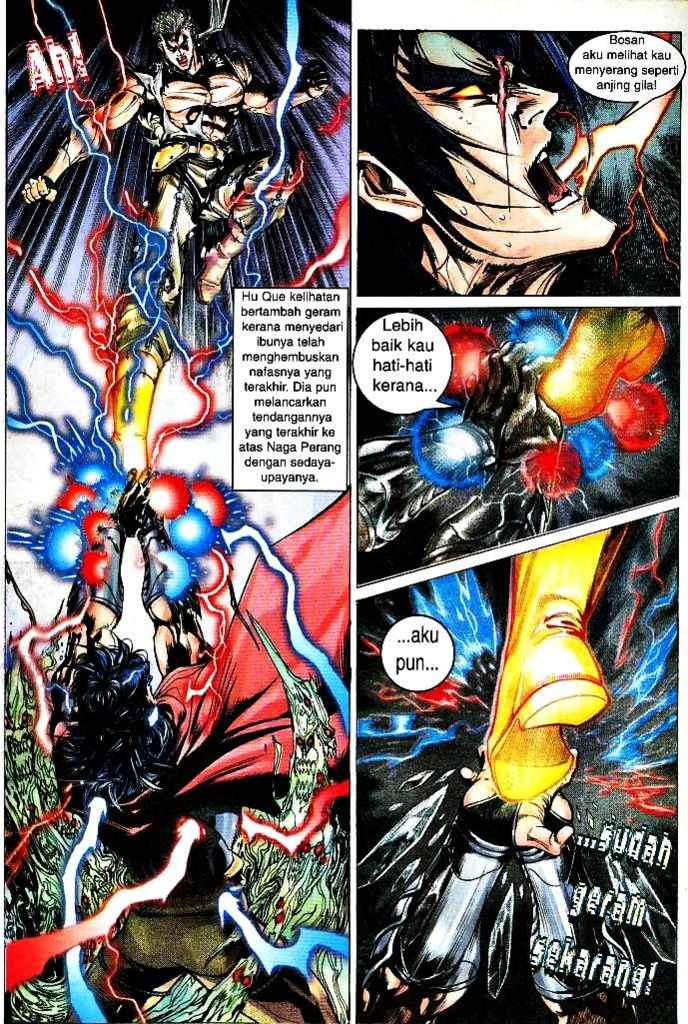 Ah!
Hu Que kelihatan
bertambah geram
kerana menyedari
ibunya telah
menghembuskan
nafasnya yang
terakhir. Dia pun
melancarkan
tendangannya
yang terakhir ke
atas Naga Perang
dengan sedaya-
upayanya.
Bosan
aku melihat kau
menyerang seperti
anjing gila!
Lebih
baik kau
hati-hati
kerana...
...aku
pun...
...sudah
geram
sekarang!